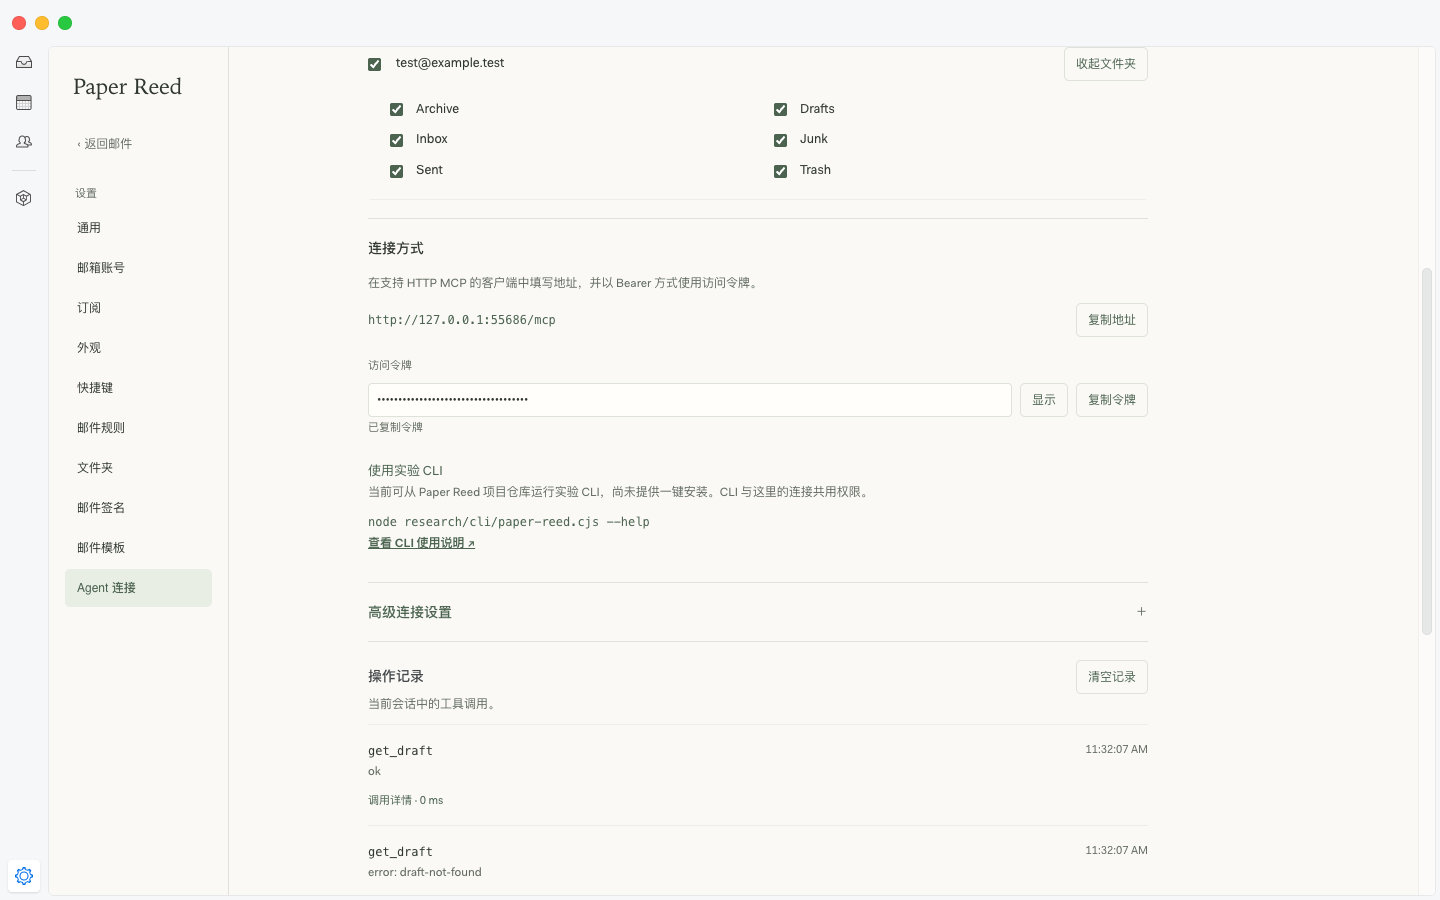 Paper Reed
‹ 返回邮件
设置
通用
邮箱账号
订阅
外观
快捷键
邮件规则
文件夹
邮件签名
邮件模板
Agent 连接
test@example.test
收起文件夹
Archive
Drafts
Inbox
Junk
Sent
Trash
连接方式
在支持 HTTP MCP 的客户端中填写地址，并以 Bearer 方式使用访问令牌。
http://127.0.0.1:55686/mcp
复制地址
访问令牌
••••••••••••••••••••••••••••••••••••
显示
复制令牌
已复制令牌
使用实验 CLI
当前可从 Paper Reed 项目仓库运行实验 CLI，尚未提供一键安装。CLI 与这里的连接共用权限。
node research/cli/paper-reed.cjs --help
查看 CLI 使用说明 ↗
高级连接设置
+
操作记录
清空记录
当前会话中的工具调用。
get_draft
11:32:07 AM
ok
调用详情 · 0 ms
get_draft
11:32:07 AM
error: draft-not-found